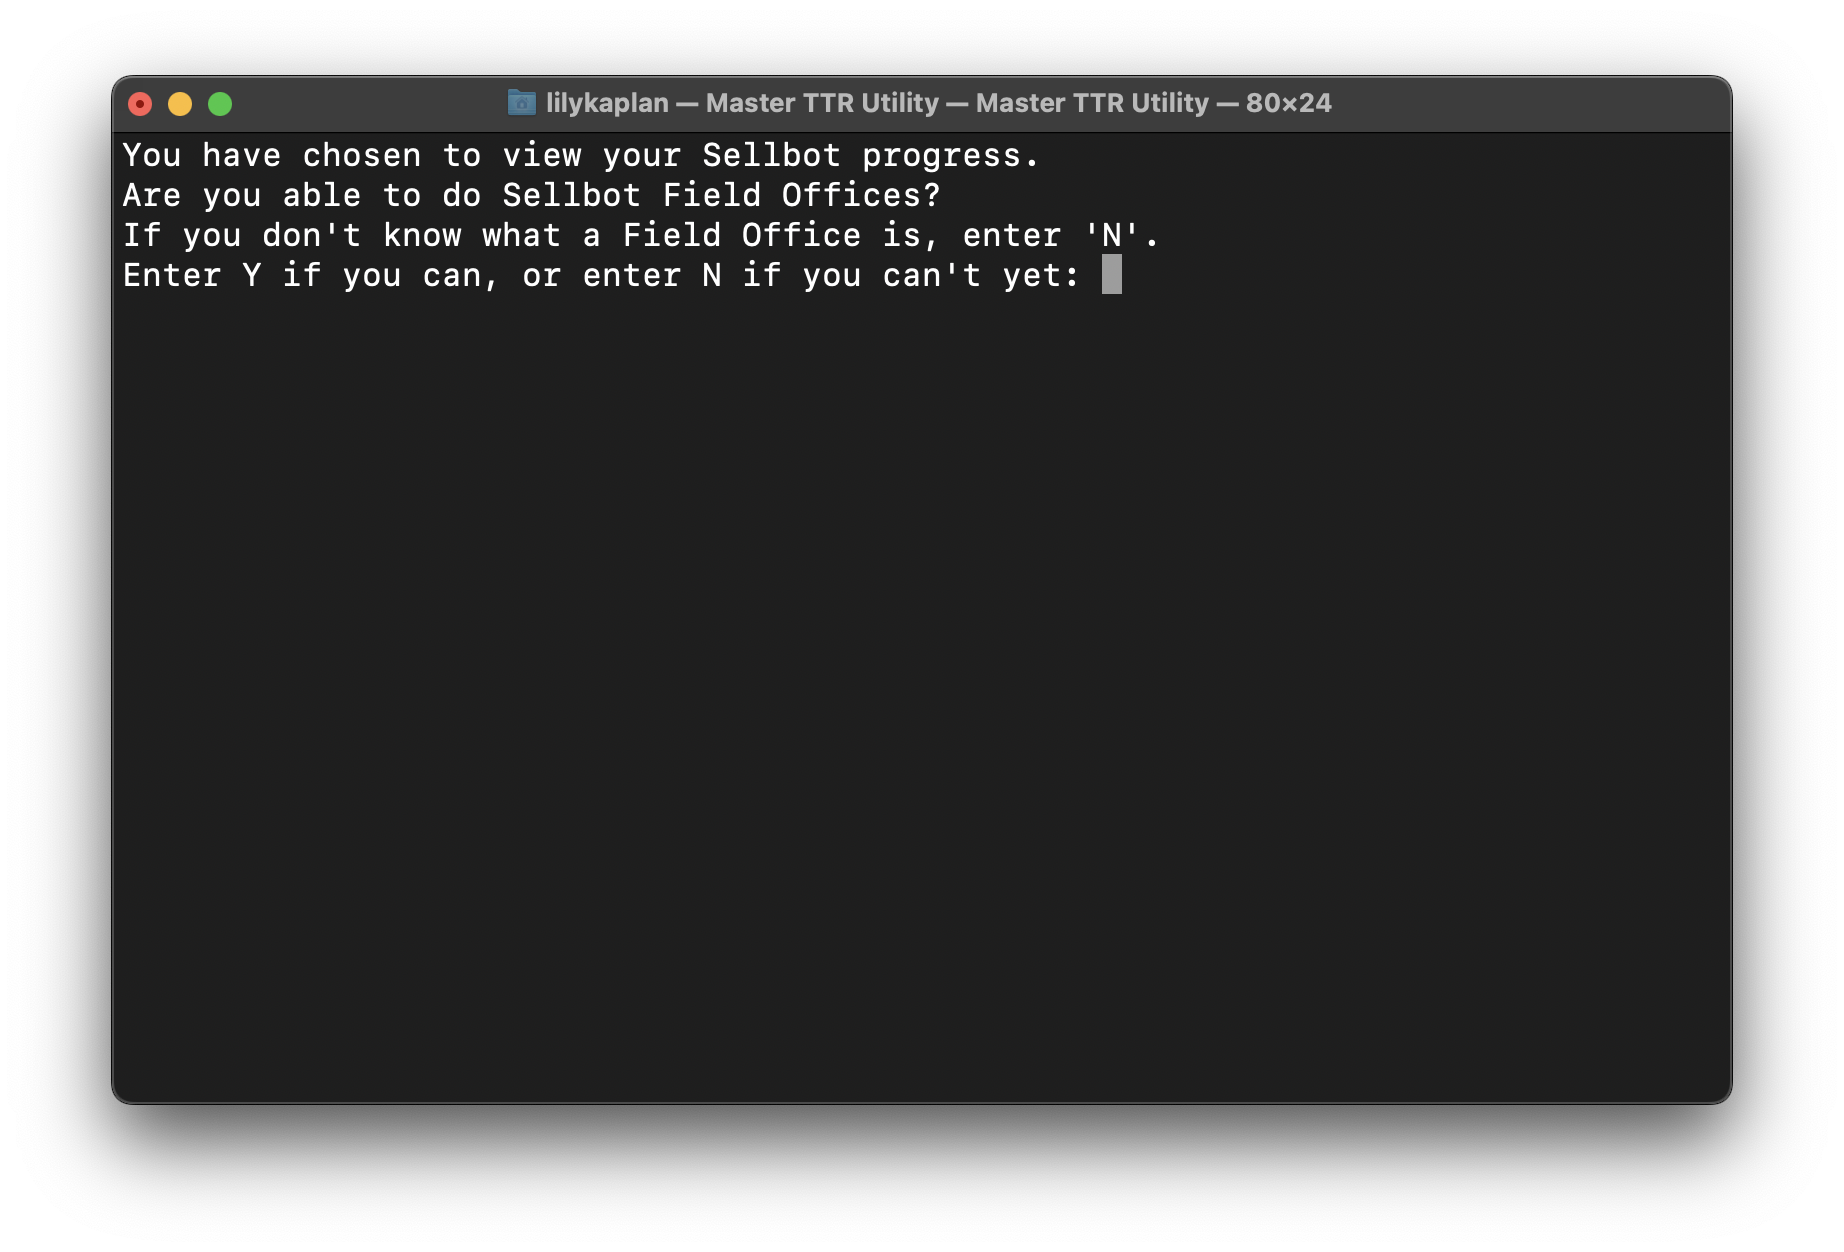 lilykaplan — Master TTR Utility — Master TTR Utility — 80×24
You have chosen to view your Sellbot progress.
Are you able to do Sellbot Field Offices?
If you don't know what a Field Office is, enter 'N'.
Enter Y if you can, or enter N if you can't yet: